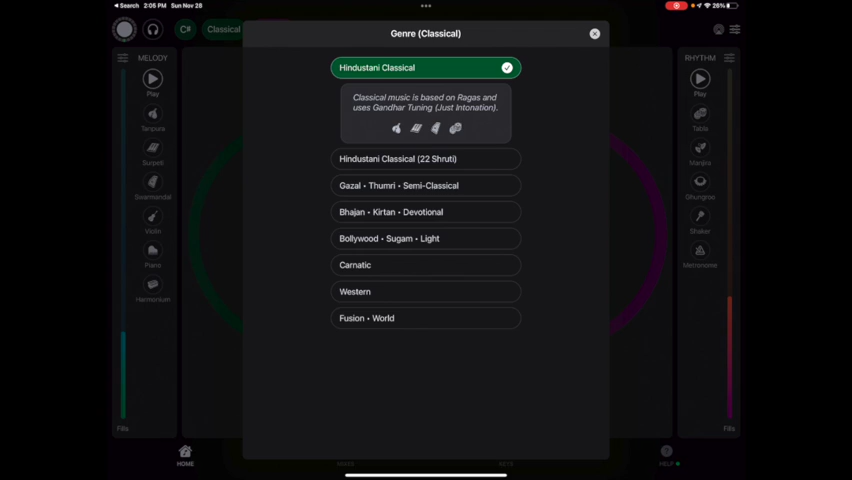 Search 2:05 PM Sun Nov 28
26%
C#
Classical
Genre (Classical)
Hindustani Classical
Classical music is based on Ragas and
uses Gandhar Tuning (Just Intonation).
Hindustani Classical (22 Shruti)
Gazal • Thumri • Semi-Classical
Bhajan • Kirtan • Devotional
Bollywood • Sugam • Light
Carnatic
Western
Fusion • World
MELODY
Play
Tanpura
Surpeti
Swarmandal
Violin
Piano
Harmonium
Fills
RHYTHM
Play
Tabla
Manjira
Ghungroo
Shaker
Metronome
Fills
HOME
MAKE
SETS
HELP